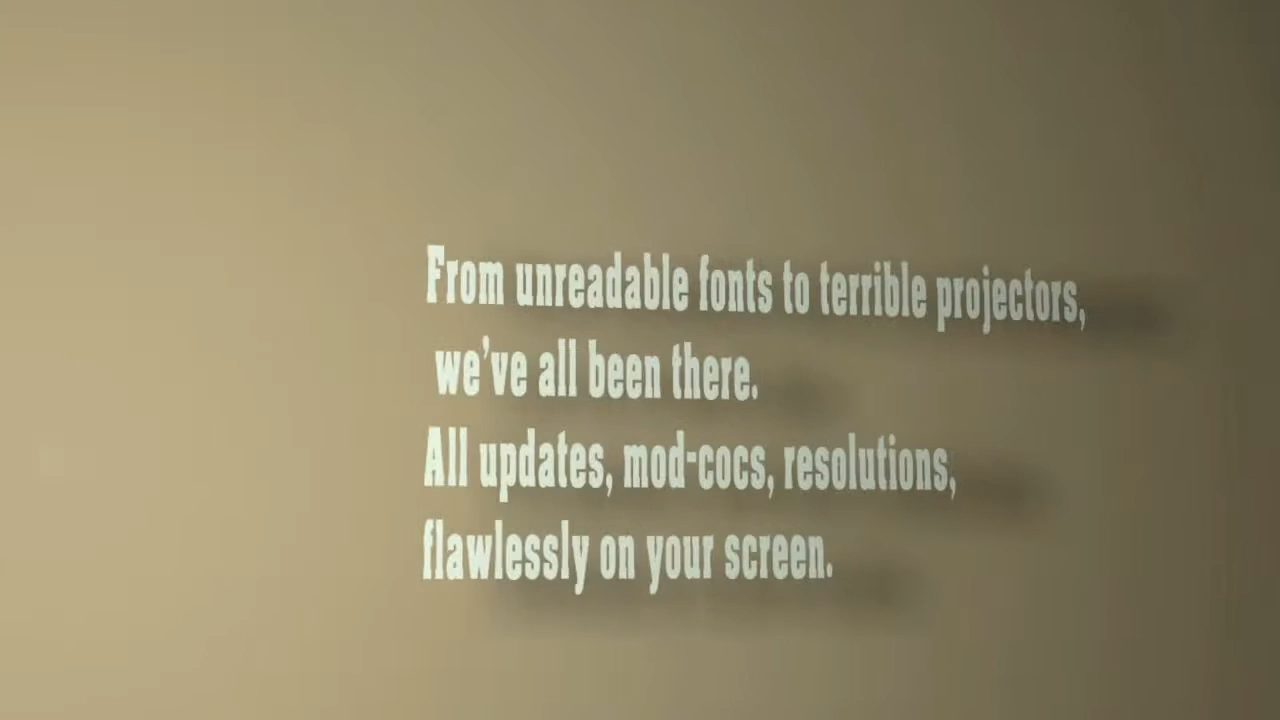 From unreadable fonts to terrible projectors,
we've all been there.
All updates, mod-cocs, resolutions,
flawlessly on your screen.